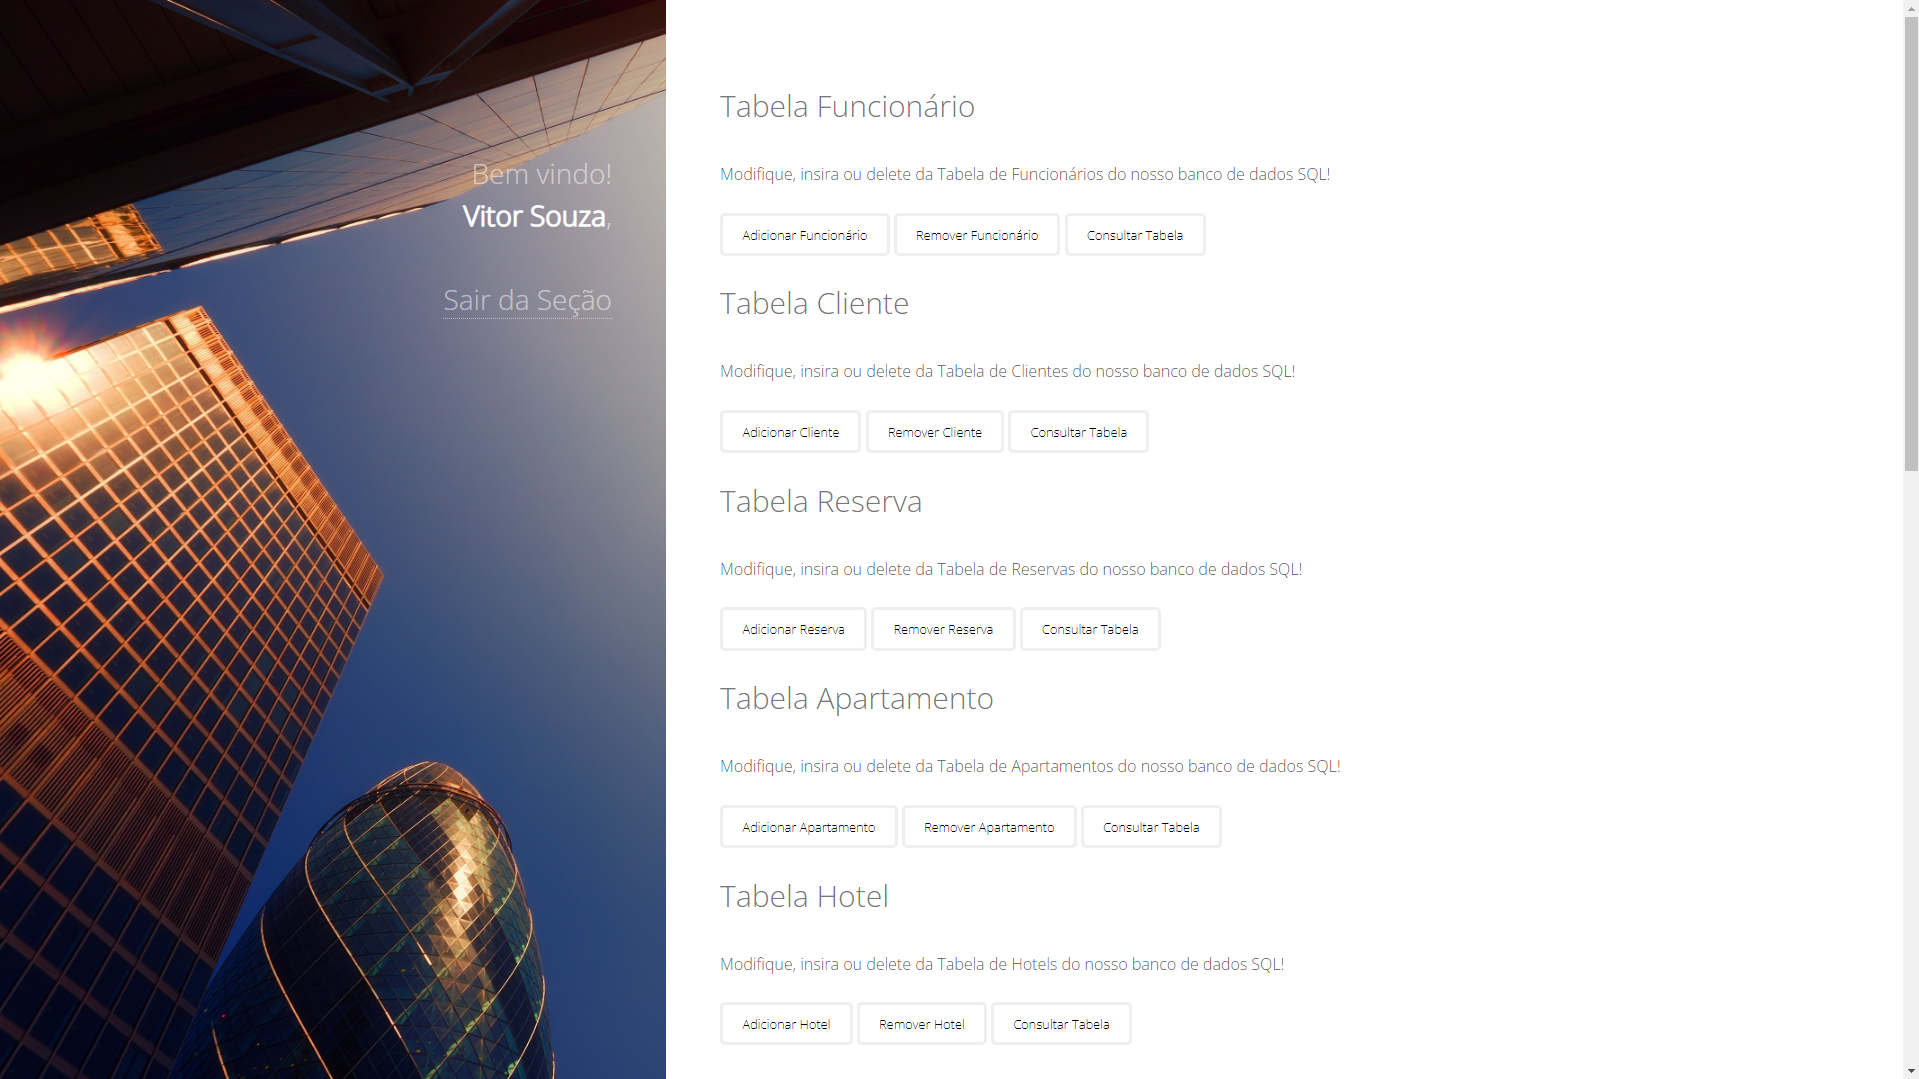 Bem vindo!
Vitor Souza,
Sair da Seção
Tabela Funcionário
Modifique, insira ou delete da Tabela de Funcionários do nosso banco de dados SQL!
Adicionar Funcionário Remover Funcionário Consultar Tabela
Tabela Cliente
Modifique, insira ou delete da Tabela de Clientes do nosso banco de dados SQL!
Adicionar Cliente Remover Cliente Consultar Tabela
Tabela Reserva
Modifique, insira ou delete da Tabela de Reservas do nosso banco de dados SQL!
Adicionar Reserva Remover Reserva Consultar Tabela
Tabela Apartamento
Modifique, insira ou delete da Tabela de Apartamentos do nosso banco de dados SQL!
Adicionar Apartamento Remover Apartamento Consultar Tabela
Tabela Hotel
Modifique, insira ou delete da Tabela de Hotels do nosso banco de dados SQL!
Adicionar Hotel Remover Hotel Consultar Tabela